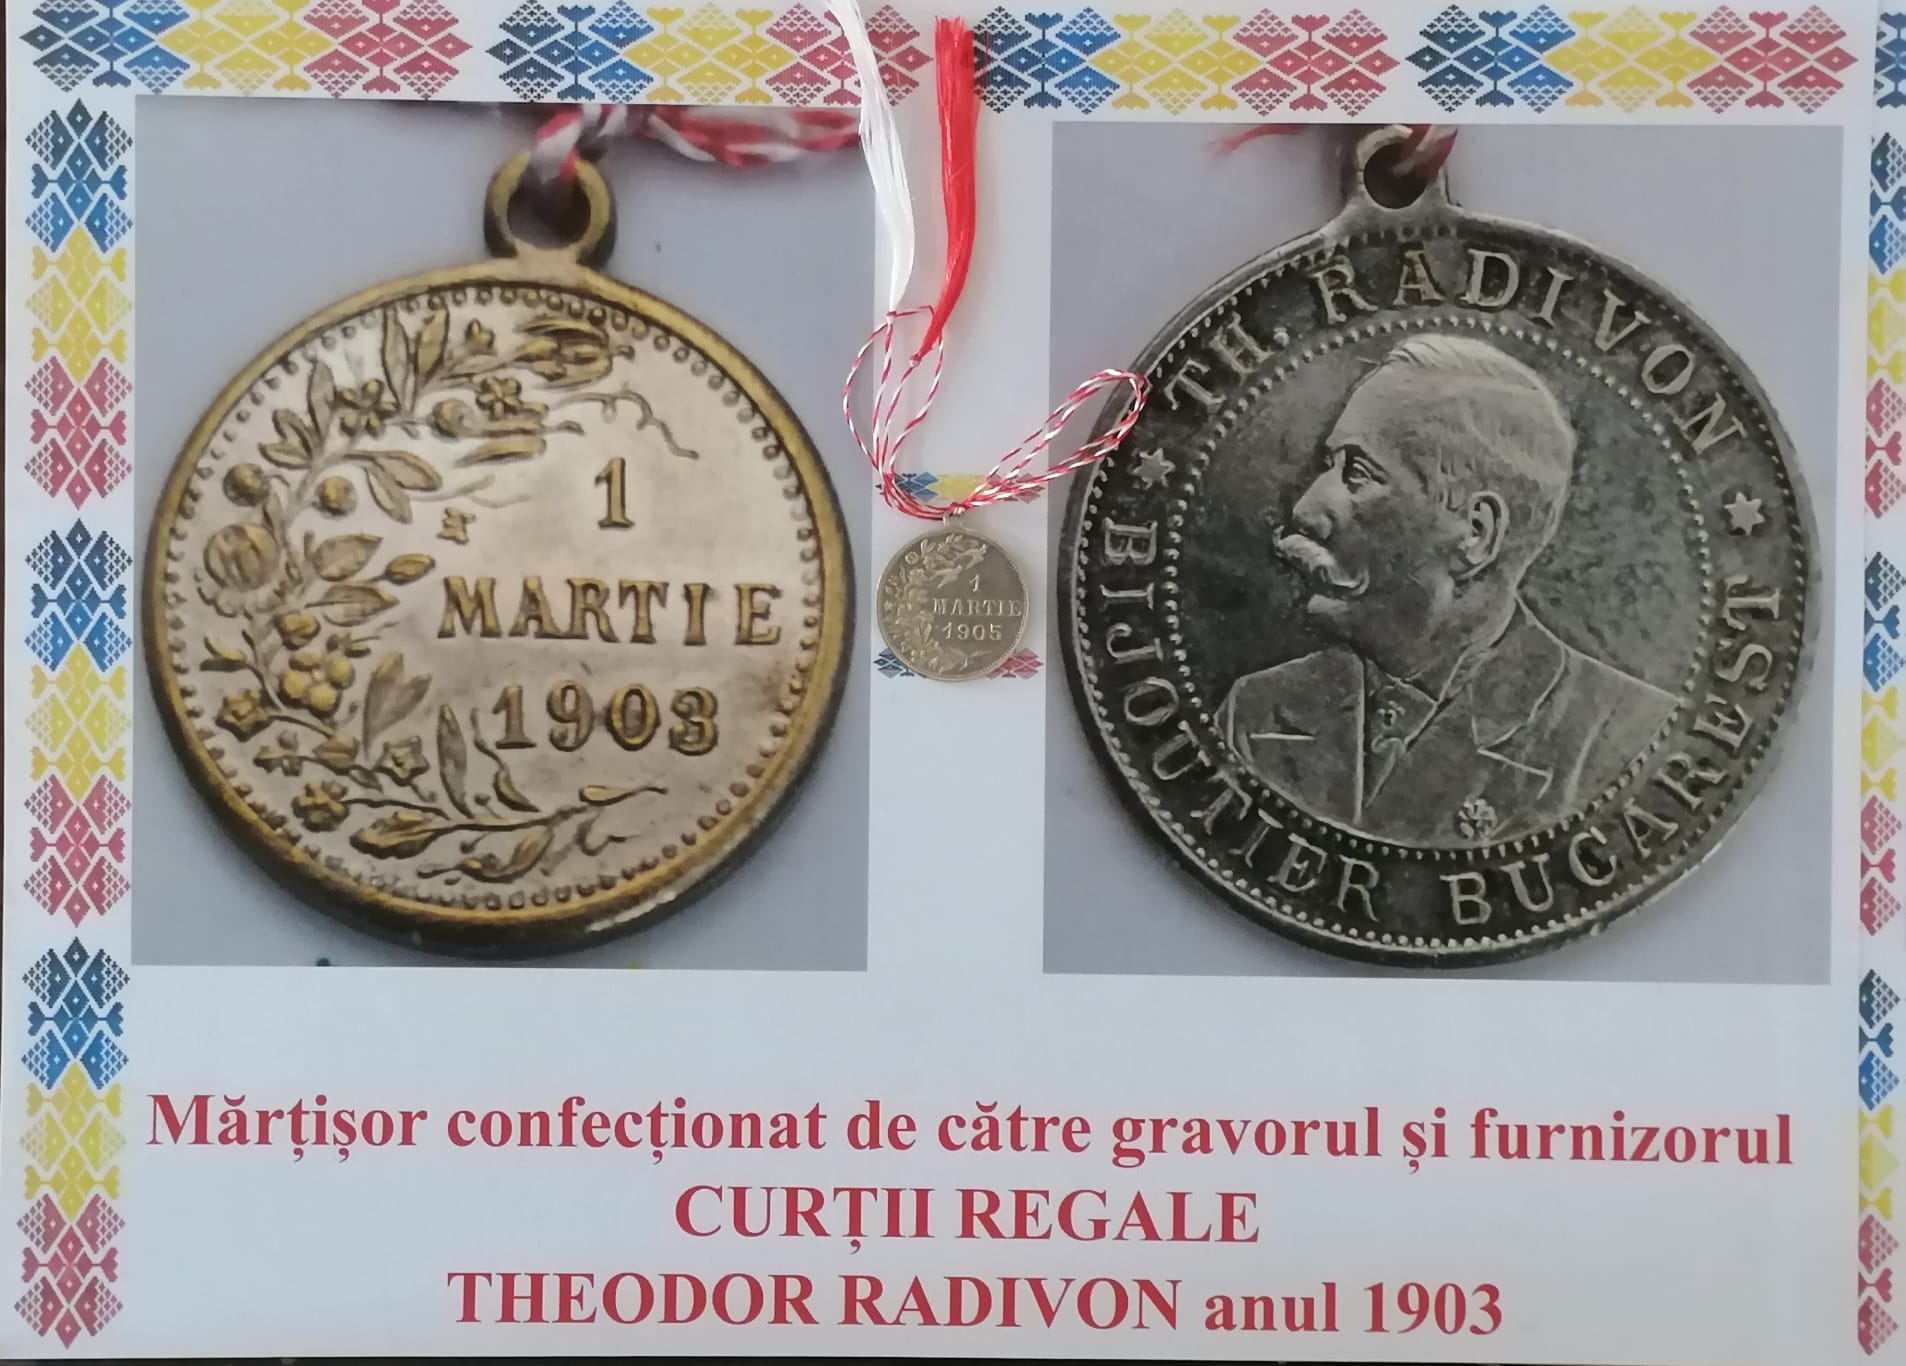 1
MARTIE
1903
1
MARTIE
1905
TH. RADIVON
BIJOUTIER BUCAREST
Mărțișor confecționat de către gravorul și furnizorul
CURȚII REGALE
THEODOR RADIVON anul 1903